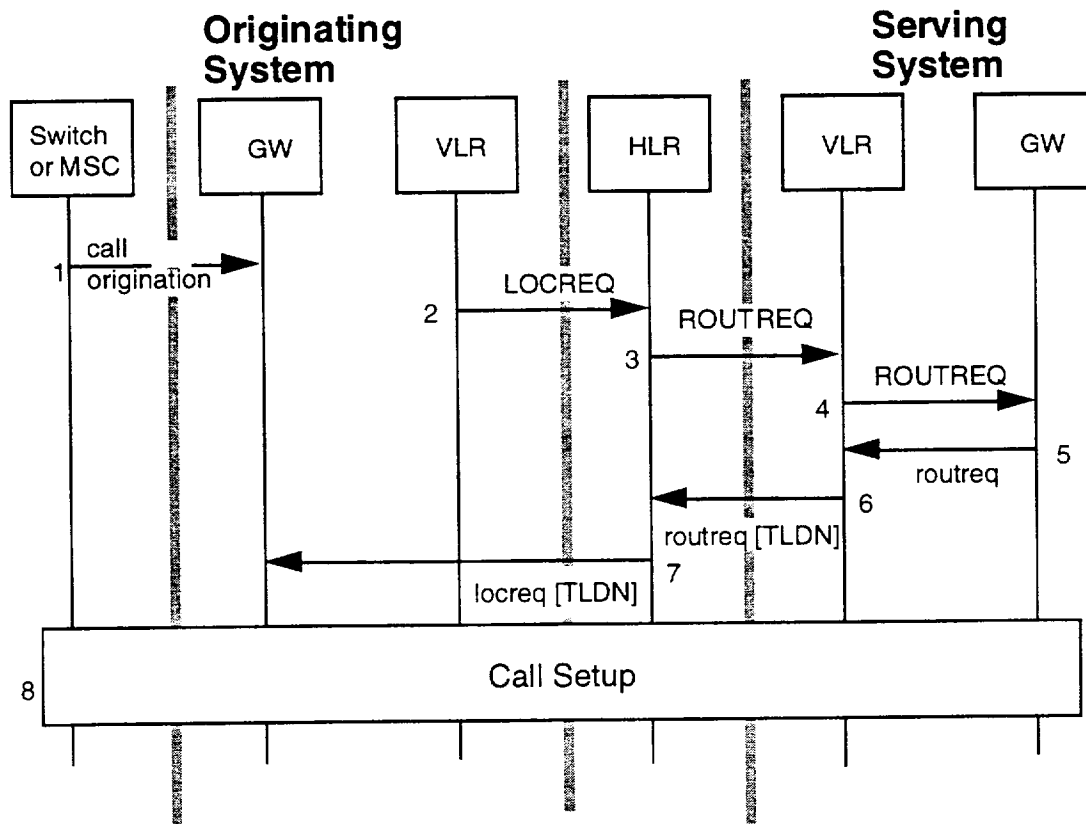 Originating
System
Serving
System
Switch
or MSC
GW
VLR
HLR
VLR
GW
1
call
origination
2
LOCREQ
3
ROUTREQ
4
ROUTREQ
5
routreq
6
routreq [TLDN]
7
locreq [TLDN]
8
Call Setup